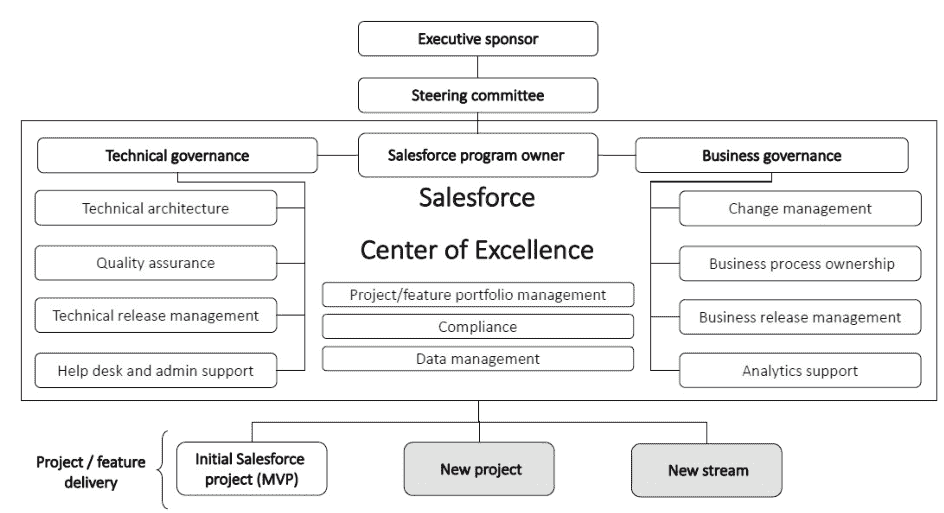 Executive sponsor
Steering committee
Technical governance
Salesforce program owner
Business governance
Salesforce
Center of Excellence
Technical architecture
Quality assurance
Technical release management
Help desk and admin support
Project/feature portfolio management
Compliance
Data management
Change management
Business process ownership
Business release management
Analytics support
Project / feature
delivery
Initial Salesforce
project (MVP)
New project
New stream